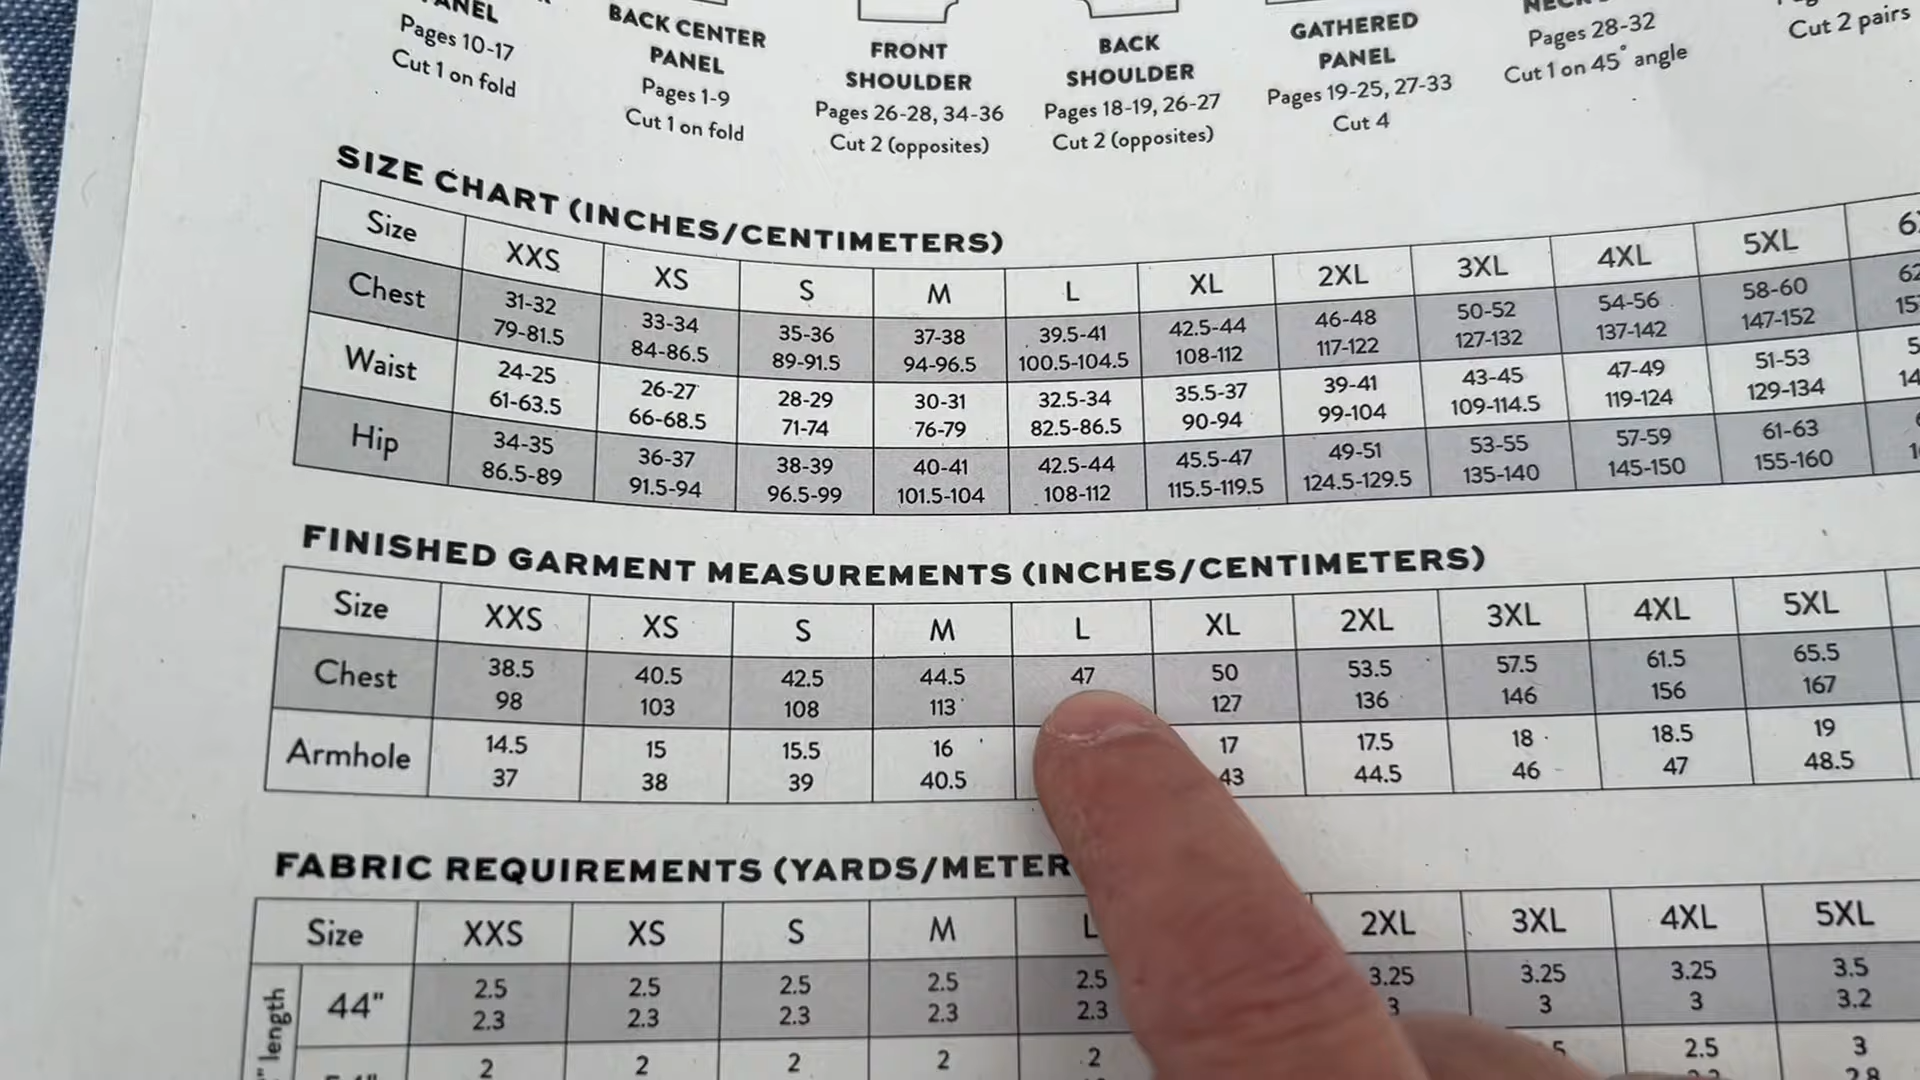 ANEL
Pages 10-17
Cut 1 on fold
BACK CENTER
PANEL
Pages 1-9
Cut 1 on fold
FRONT
SHOULDER
Pages 26-28, 34-36
Cut 2 (opposites)
BACK
SHOULDER
Pages 18-19, 26-27
Cut 2 (opposites)
GATHERED
PANEL
Pages 19-25, 27-33
Cut 4
Pages 28-32
Cut 1 on 45° angle
Cut 2 pairs
SIZE CHART (INCHES/CENTIMETERS)
Size XXS XS S M L XL 2XL 3XL 4XL 5XL
Chest 31-32 33-34 35-36 37-38 39.5-41 42.5-44 46-48 50-52 54-56 58-60 62
79-81.5 84-86.5 89-91.5 94-96.5 100.5-104.5 108-112 117-122 127-132 137-142 147-152
Waist 24-25 26-27 28-29 30-31 32.5-34 35.5-37 39-41 43-45 47-49 51-53
61-63.5 66-68.5 71-74 76-79 82.5-86.5 90-94 99-104 109-114.5 119-124 129-134
Hip 34-35 36-37 38-39 40-41 42.5-44 45.5-47 49-51 53-55 57-59 61-63
86.5-89 91.5-94 96.5-99 101.5-104 108-112 115.5-119.5 124.5-129.5 135-140 145-150 155-160
FINISHED GARMENT MEASUREMENTS (INCHES/CENTIMETERS)
Size XXS XS S M L XL 2XL 3XL 4XL 5XL
Chest 38.5 40.5 42.5 44.5 47 50 53.5 57.5 61.5 65.5
98 103 108 113 127 136 146 156 167
Armhole 14.5 15 15.5 16 17 17.5 18 18.5 19
37 38 39 40.5 43 44.5 46 47 48.5
FABRIC REQUIREMENTS (YARDS/METER
Size XXS XS S M L 2XL 3XL 4XL 5XL
" length 44" 2.5 2.5 2.5 2.5 2.5 3.25 3.25 3.25 3.5
2.3 2.3 2.3 2.3 2.3 3 3 3 3.2
2 2 2 2 2 2.5 3